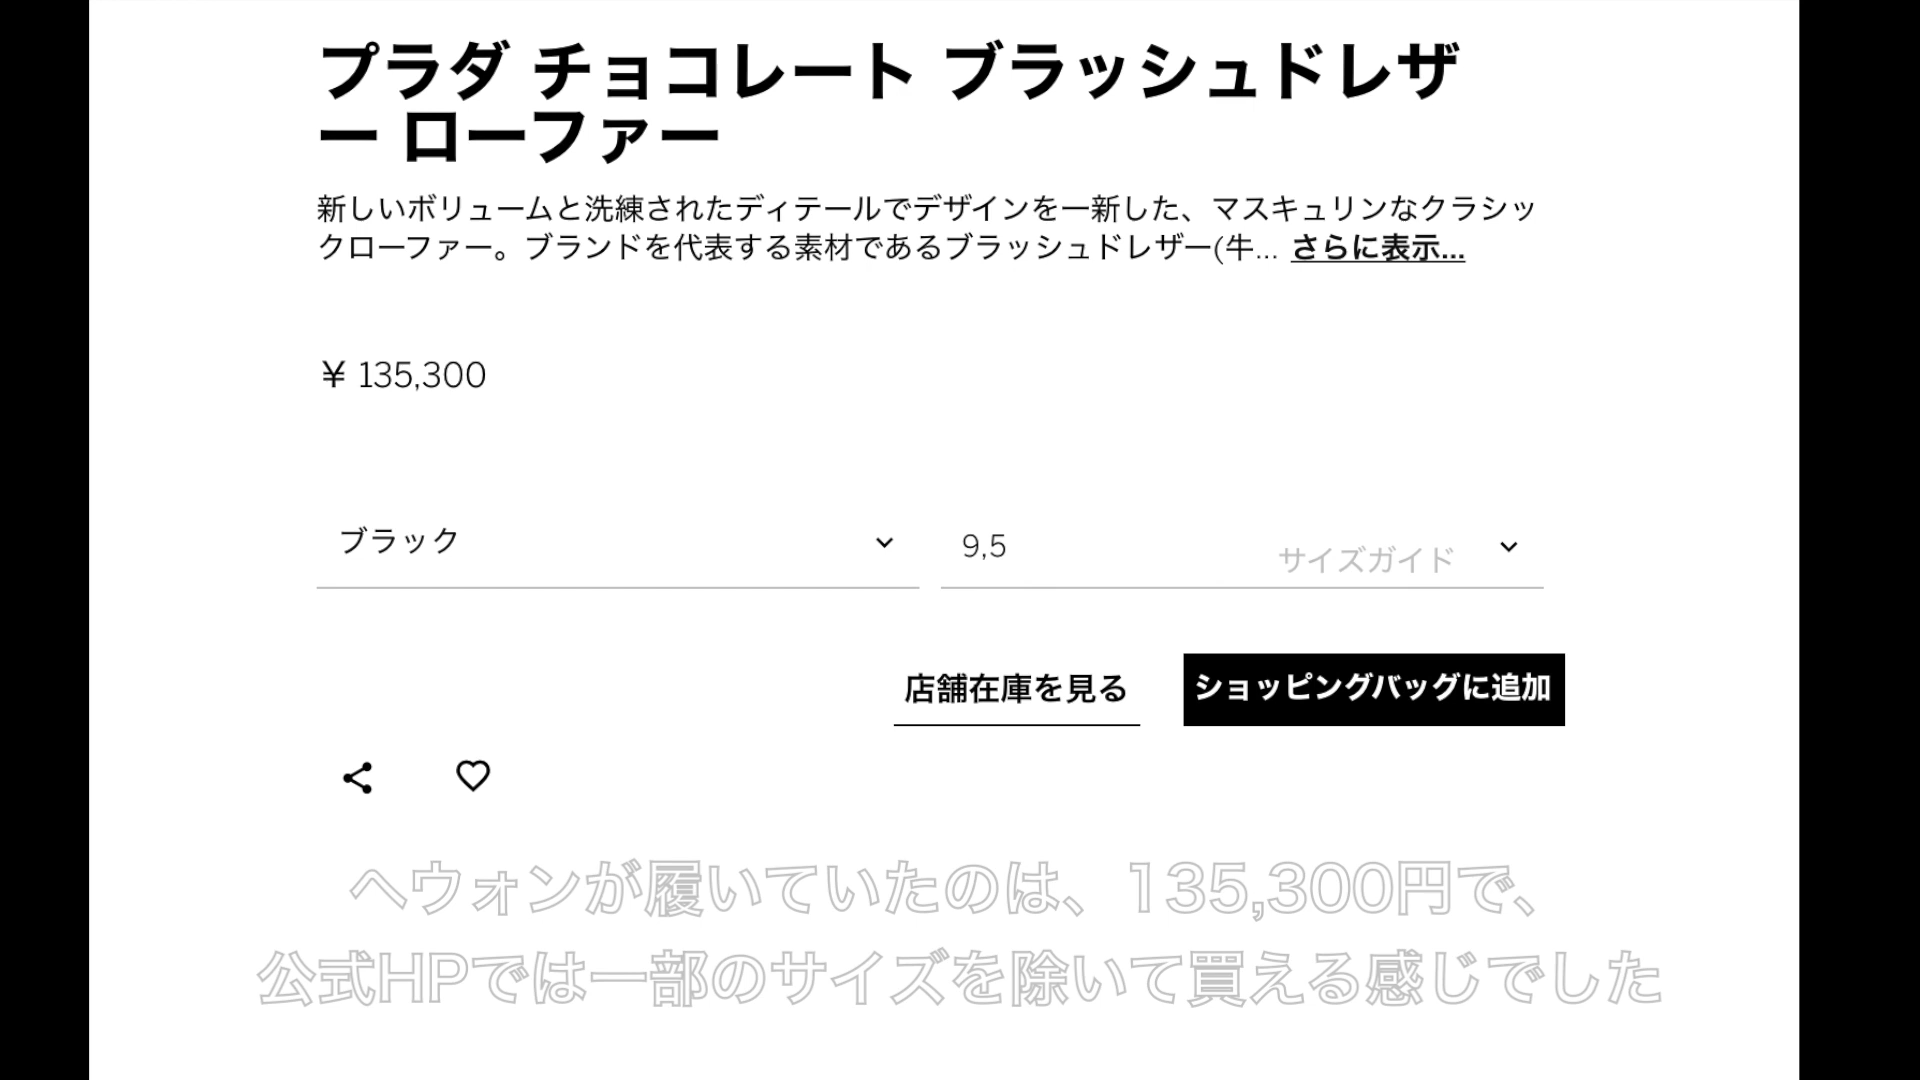 プラダ チョコレート ブラッシュドレザ
ー ローファー
新しいボリュームと洗練されたディテールでデザインを一新した、マスキュリンなクラシッ
クローファー。ブランドを代表する素材であるブラッシュドレザー(牛... さらに表示...
¥ 135,300
ブラック
9,5
サイズガイド
店舗在庫を見る
ショッピングバッグに追加
ヘウォンが履いていたのは、135,300円で、
公式HPでは一部のサイズを除いて買える感じでした